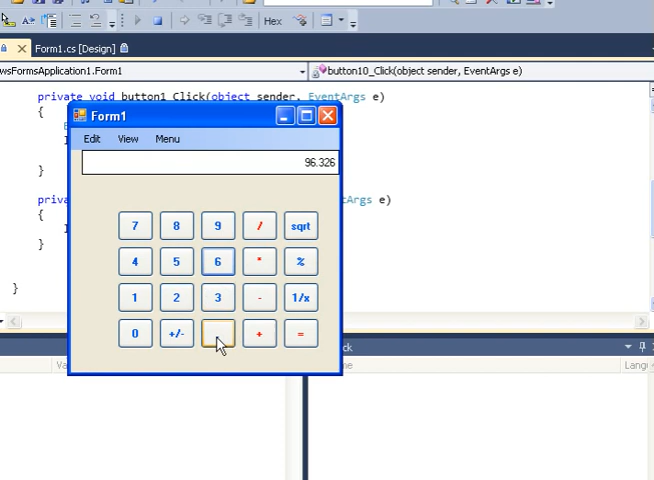 Hex
Form1.cs [Design]
wsFormsApplication1.Form1
button10_Click(object sender, EventArgs e)
private void button1_Click(object sender, EventArgs e)
{
Form1
Edit View Menu
}
96.326
priva
tArgs e)
{
7 8 9 / sqrt
}
4 5 6 * %
}
1 2 3 - 1/x
0 +/- . + =
Lang